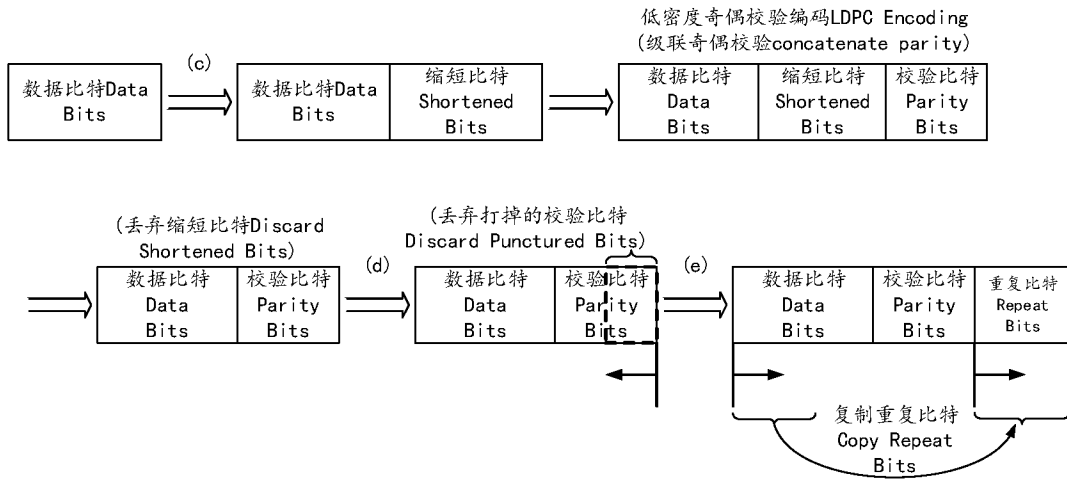 数据比特Data
Bits
(c)
数据比特Data
Bits
缩短比特
Shortened
Bits
低密度奇偶校验编码LDPC Encoding
(级联奇偶校验concatenate parity)
数据比特
Data
Bits
缩短比特
Shortened
Bits
校验比特
Parity
Bits
(丢弃缩短比特Discard
Shortened Bits)
数据比特
Data
Bits
校验比特
Parity
Bits
(d)
(丢弃打掉的校验比特
Discard Punctured Bits)
数据比特
Data
Bits
校验比特
Parity
Bits
(e)
数据比特
Data
Bits
校验比特
Parity
Bits
重复比特
Repeat
Bits
复制重复比特
Copy Repeat
Bits